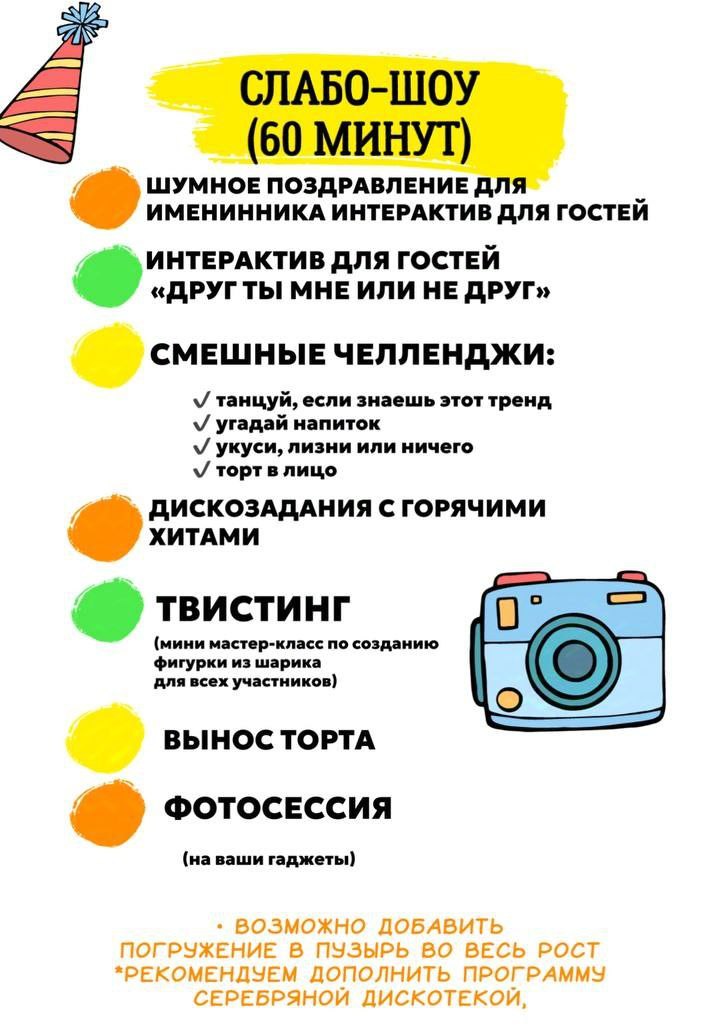 СЛАБО-ШОУ
(60 МИНУТ)
ШУМНОЕ ПОЗДРАВЛЕНИЕ ДЛЯ
ИМЕНИННИКА ИНТЕРАКТИВ ДЛЯ ГОСТЕЙ
ИНТЕРАКТИВ ДЛЯ ГОСТЕЙ
«ДРУГ ТЫ МНЕ ИЛИ НЕ ДРУГ»
СМЕШНЫЕ ЧЕЛЛЕНДЖИ:
✓ танцуй, если знаешь этот тренд
✓ угадай напиток
✓ укуси, лизни или ничего
✓ торт в лицо
ДИСКОЗАДАНИЯ С ГОРЯЧИМИ
ХИТАМИ
ТВИСТИНГ
(мини мастер-класс по созданию
фигурки из шарика
для всех участников)
ВЫНОС ТОРТА
ФОТОСЕССИЯ
(на ваши гаджеты)
• ВОЗМОЖНО ДОБАВИТЬ
ПОГРУЖЕНИЕ В ПУЗЫРЬ ВО ВЕСЬ РОСТ
*РЕКОМЕНДУЕМ ДОПОЛНИТЬ ПРОГРАММУ
СЕРЕБРЯНОЙ ДИСКОТЕКОЙ,